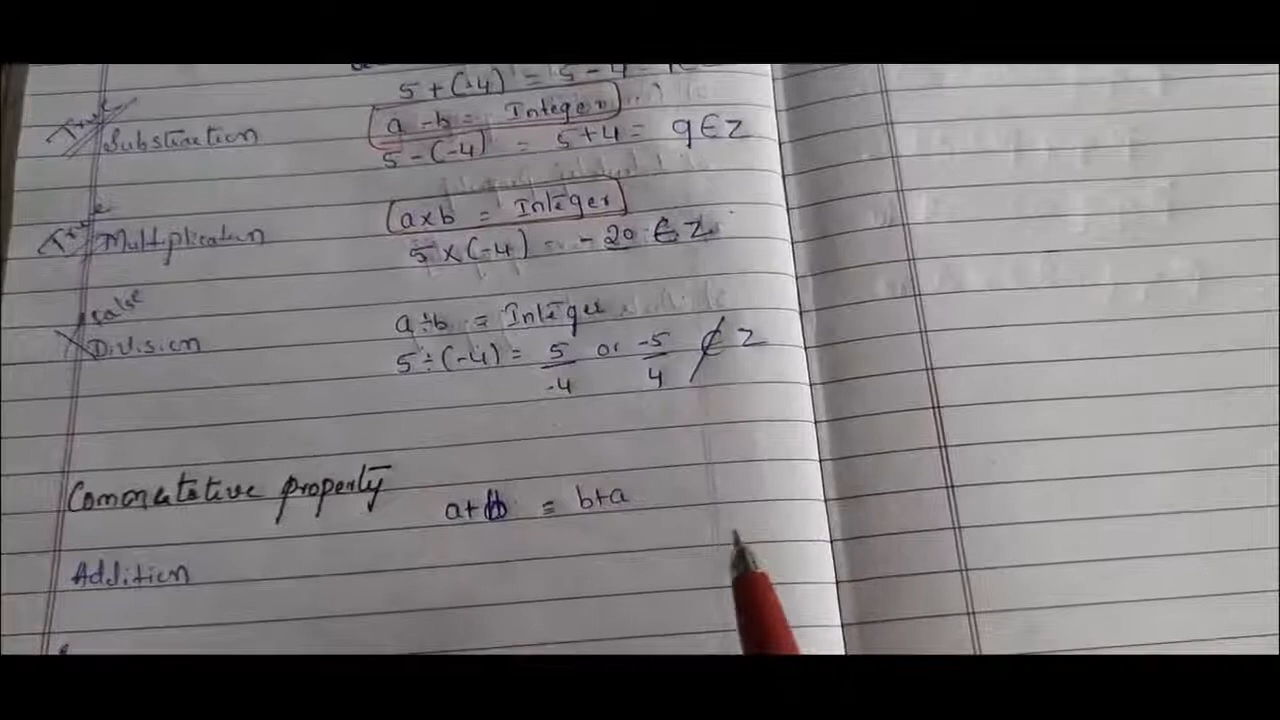 5 + (-4) = 5 - 4 =
True
a - b = Integer
Substraction
5 - (-4) = 5 + 4 = 9 ∈ Z
True
a × b = Integer
Multiplication
5 × (-4) = - 20 ∈ Z
False
a ÷ b = Integer
Division
5 ÷ (-4) = 5/-4 or -5/4 ∉ Z
Commutative property a + b = b + a
Addition